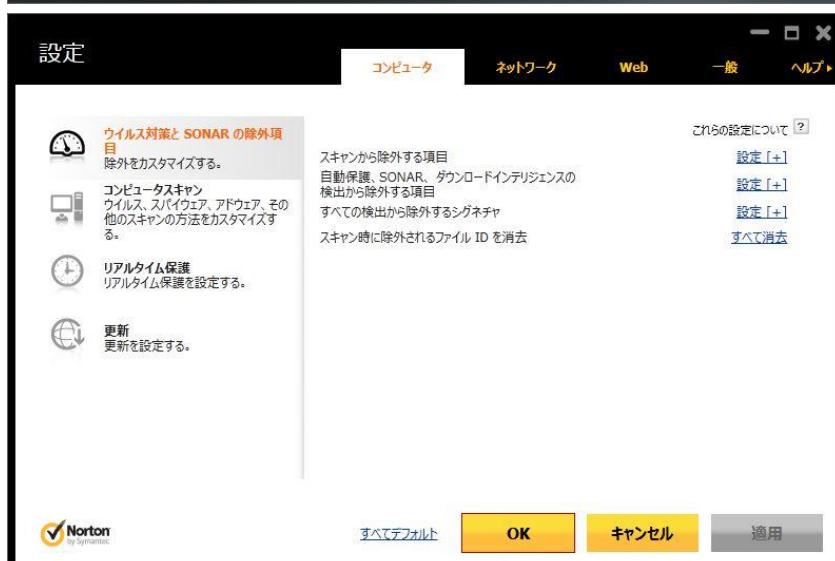 設定
コンピュータ
ネットワーク
Web
一般
ヘルプ
これらの設定について ?
ウイルス対策と SONAR の除外項
目
除外をカスタマイズする。
コンピュータスキャン
ウイルス、スパイウェア、アドウェア、その
他のスキャンの方法をカスタマイズす
る。
リアルタイム保護
リアルタイム保護を設定する。
更新
更新を設定する。
スキャンから除外する項目
設定 [+]
自動保護、SONAR、ダウンロードインテリジェンスの
検出から除外する項目
設定 [+]
すべての検出から除外するシグネチャ
設定 [+]
スキャン時に除外されるファイル ID を消去
すべて消去
Norton
by Symantec
すべてデフォルト
OK
キャンセル
適用